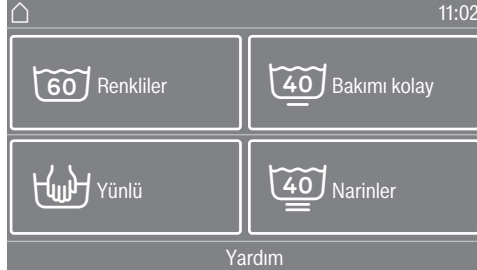 11:02
60 Renkliler
40 Bakımı kolay
Yünlü
40 Narinler
Yardım